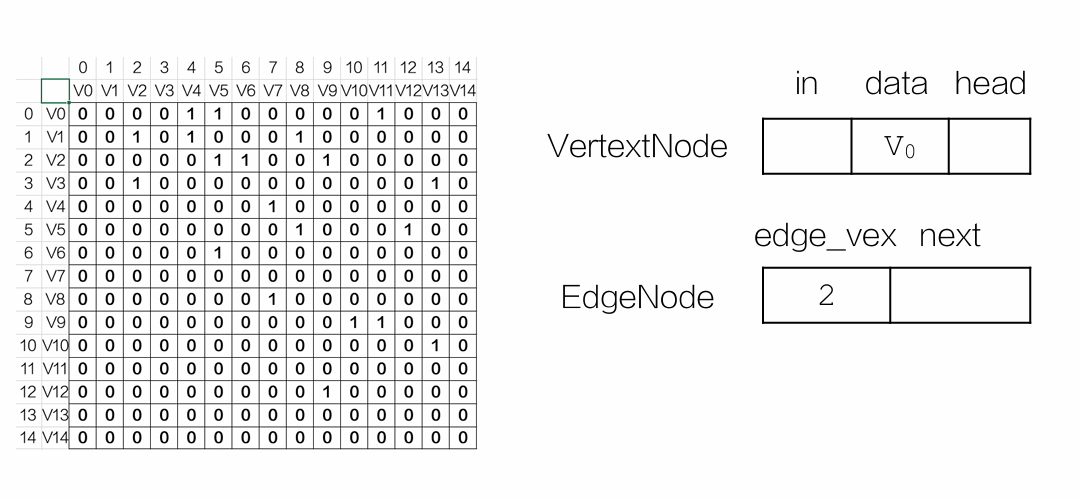 0 1 2 3 4 5 6 7 8 9 10 11 12 13 14
V0 V1 V2 V3 V4 V5 V6 V7 V8 V9 V10 V11 V12 V13 V14
0 V0 0 0 0 0 1 1 0 0 0 0 0 1 0 0 0
1 V1 0 0 1 0 1 0 0 0 1 0 0 0 0 0 0
2 V2 0 0 0 0 0 1 1 0 0 1 0 0 0 0 0
3 V3 0 0 1 0 0 0 0 0 0 0 0 0 0 1 0
4 V4 0 0 0 0 0 0 0 1 0 0 0 0 0 0 0
5 V5 0 0 0 0 0 0 0 0 1 0 0 0 1 0 0
6 V6 0 0 0 0 0 1 0 0 0 0 0 0 0 0 0
7 V7 0 0 0 0 0 0 0 0 0 0 0 0 0 0 0
8 V8 0 0 0 0 0 0 0 1 0 0 0 0 0 0 0
9 V9 0 0 0 0 0 0 0 0 0 0 1 1 0 0 0
10 V10 0 0 0 0 0 0 0 0 0 0 0 0 0 1 0
11 V11 0 0 0 0 0 0 0 0 0 0 0 0 0 0 0
12 V12 0 0 0 0 0 0 0 0 0 1 0 0 0 0 0
13 V13 0 0 0 0 0 0 0 0 0 0 0 0 0 0 0
14 V14 0 0 0 0 0 0 0 0 0 0 0 0 0 0 0
in data head
VertextNode V₀
edge_vex next
EdgeNode 2